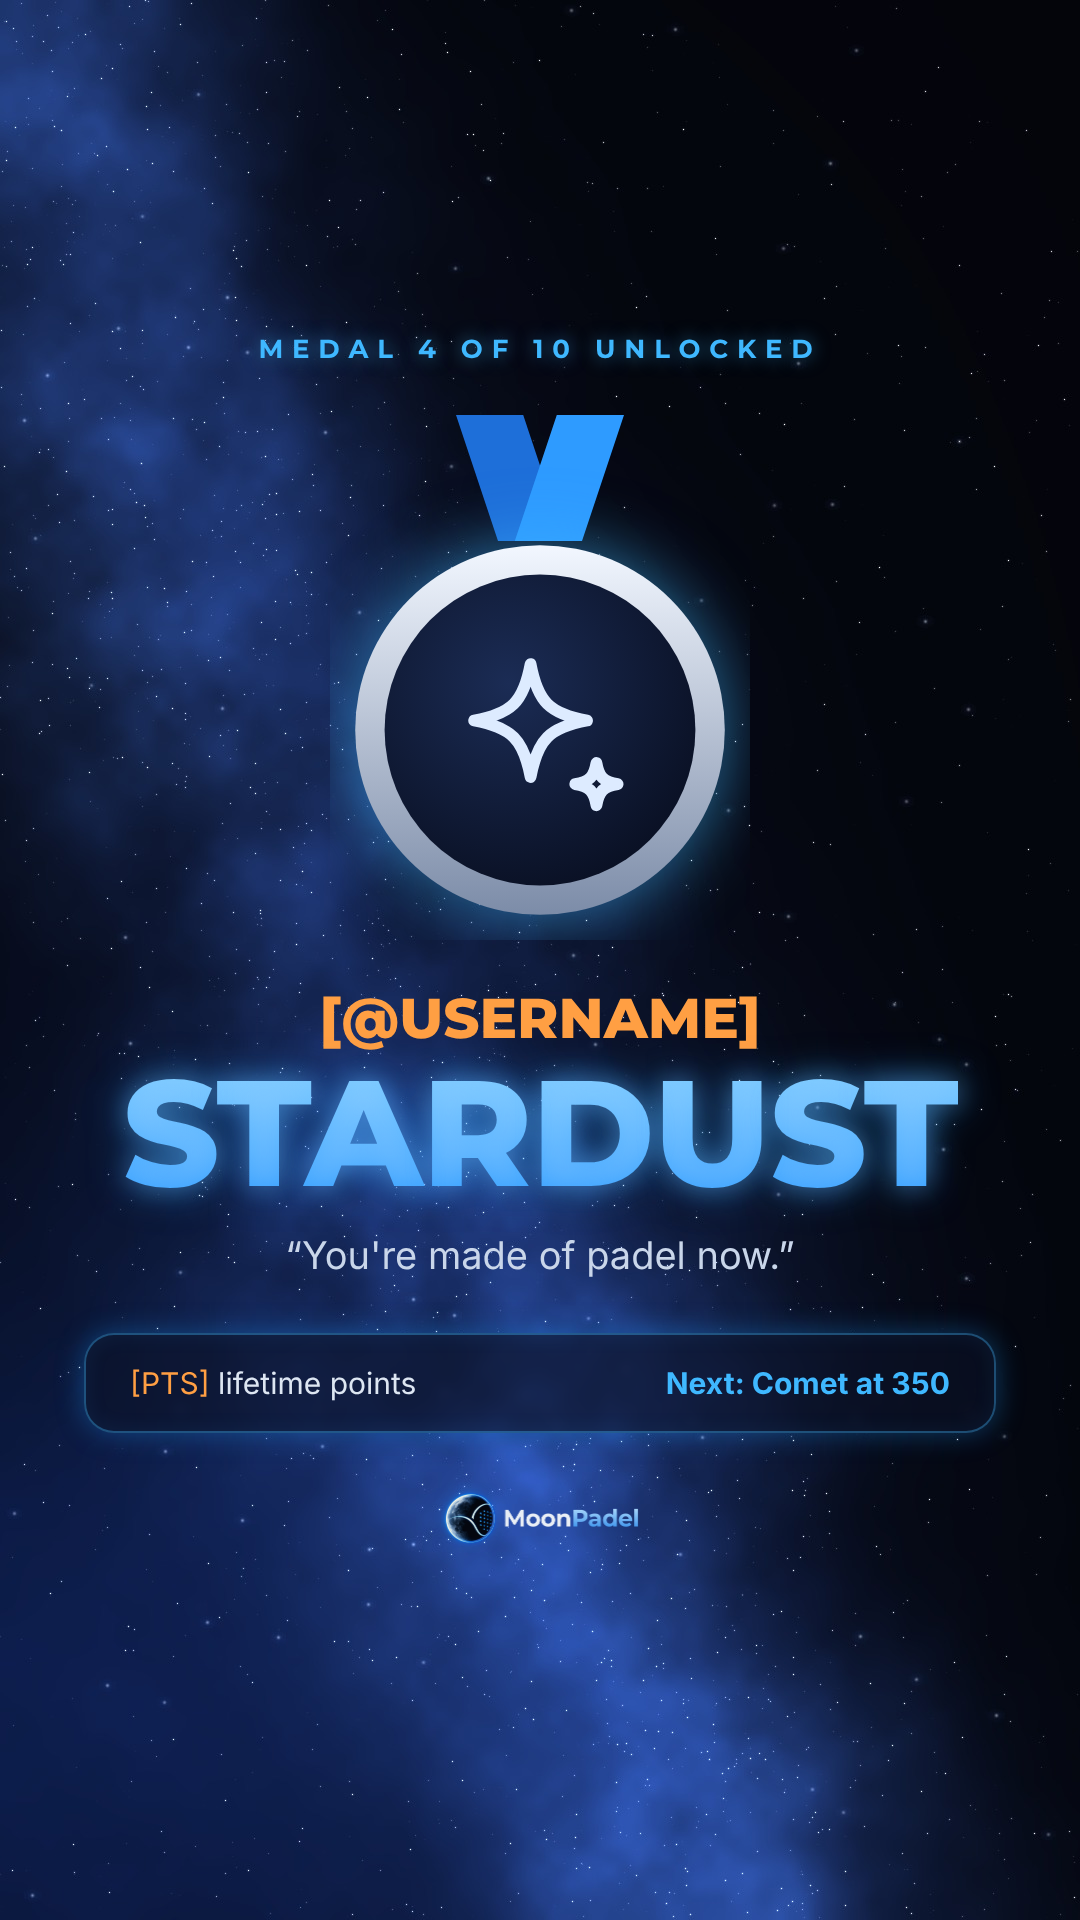 MEDAL 4 OF 10 UNLOCKED
[@USERNAME]
STARDUST
“You're made of padel now.”
[PTS] lifetime points
Next: Comet at 350
MoonPadel